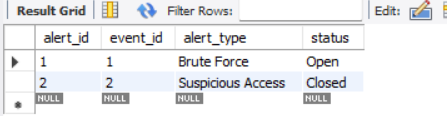 Result Grid Filter Rows: Edit:
alert_id event_id alert_type status
1 1 Brute Force Open
2 2 Suspicious Access Closed
NULL NULL NULL NULL